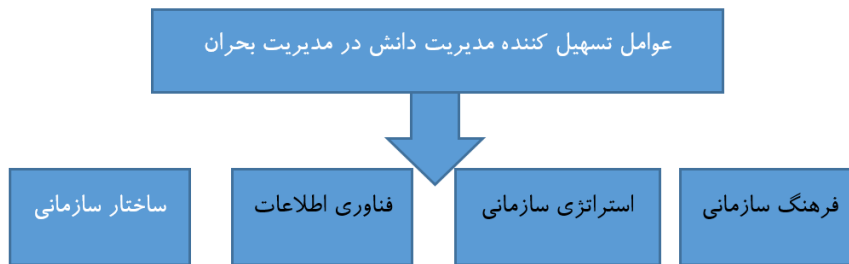 عوامل تسهیل کننده مدیریت دانش در مدیریت بحران
فرهنگ سازمانی
استراتژی سازمانی
فناوری اطلاعات
ساختار سازمانی